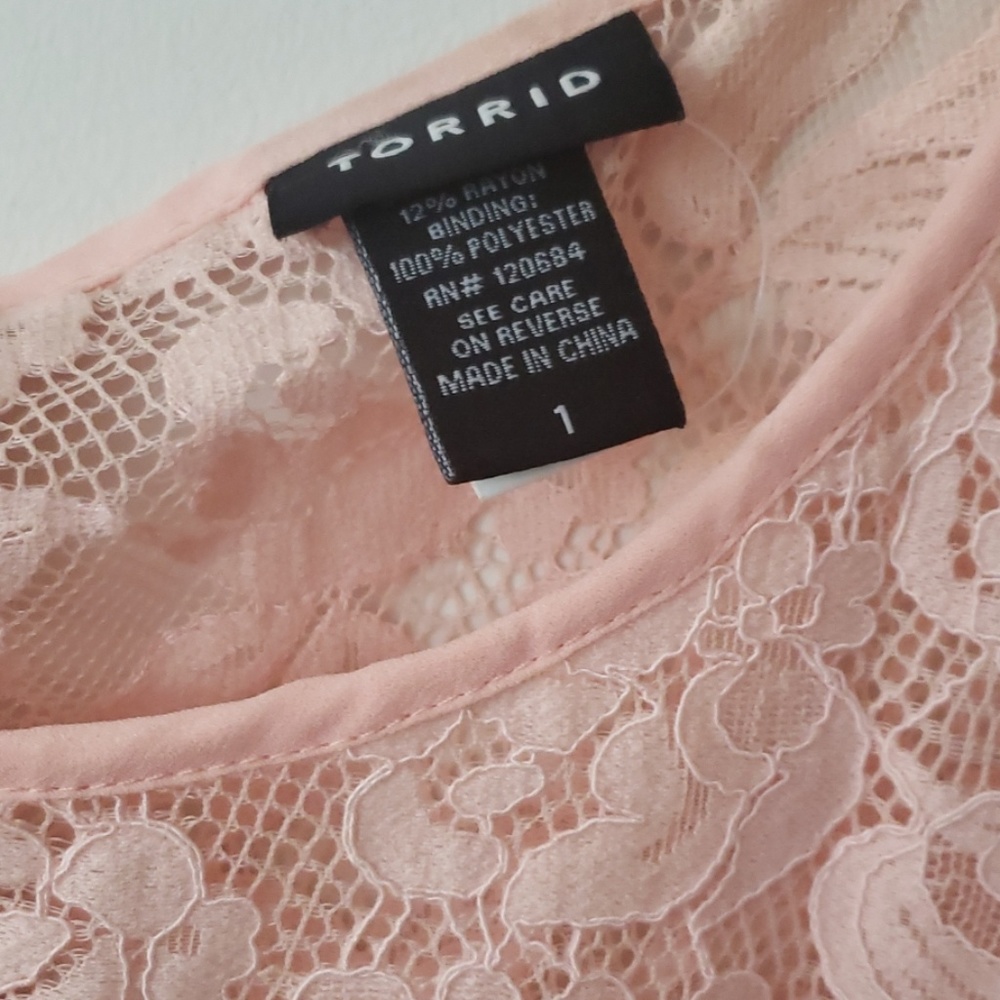 TORRID
12% RAYON
BINDING:
100% POLYESTER
RN# 120684
SEE CARE
ON REVERSE
MADE IN CHINA
1